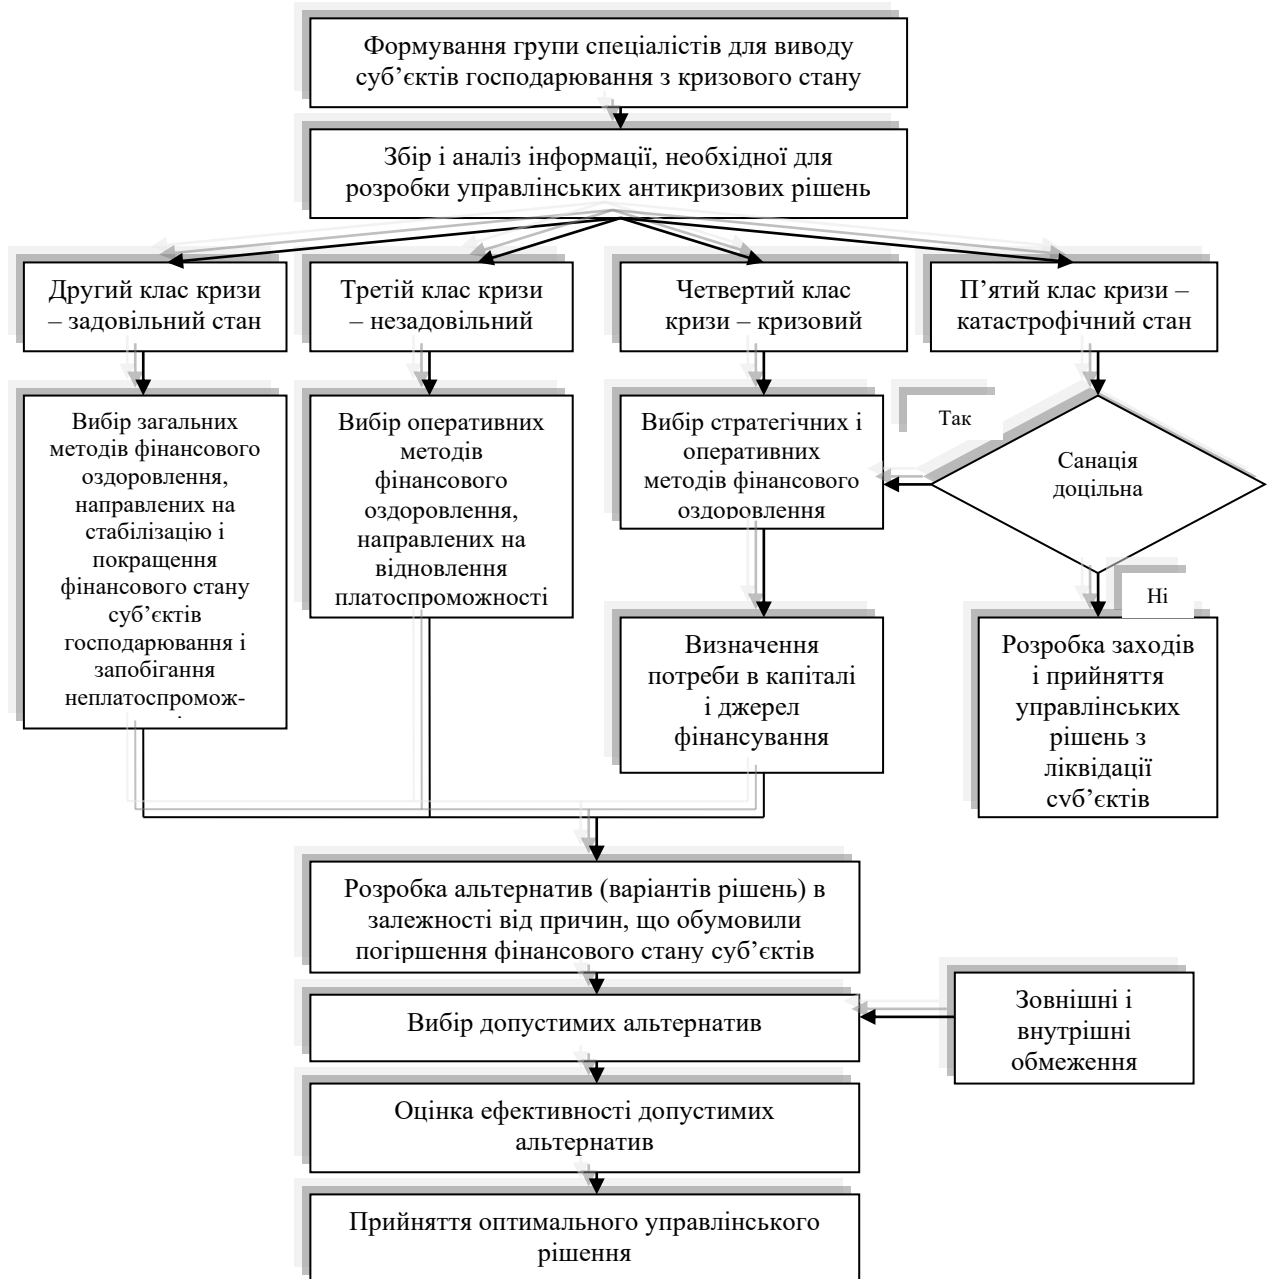 Формування групи спеціалістів для виводу
суб’єктів господарювання з кризового стану
Збір і аналіз інформації, необхідної для
розробки управлінських антикризових рішень
Другий клас кризи
– задовільний стан
Третій клас кризи
– незадовільний
Четвертий клас
кризи – кризовий
П’ятий клас кризи –
катастрофічний стан
Вибір загальних
методів фінансового
оздоровлення,
направлених на
стабілізацію і
покращення
фінансового стану
суб’єктів
господарювання і
запобігання
неплатоспромож-
Вибір оперативних
методів
фінансового
оздоровлення,
направлених на
відновлення
платоспроможності
Вибір стратегічних і
оперативних
методів фінансового
оздоровлення
Так
Санація
доцільна
Ні
Визначення
потреби в капіталі
і джерел
фінансування
Розробка заходів
і прийняття
управлінських
рішень з
ліквідації
суб’єктів
Розробка альтернатив (варіантів рішень) в
залежності від причин, що обумовили
погіршення фінансового стану суб’єктів
Вибір допустимих альтернатив
Зовнішні і
внутрішні
обмеження
Оцінка ефективності допустимих
альтернатив
Прийняття оптимального управлінського
рішення